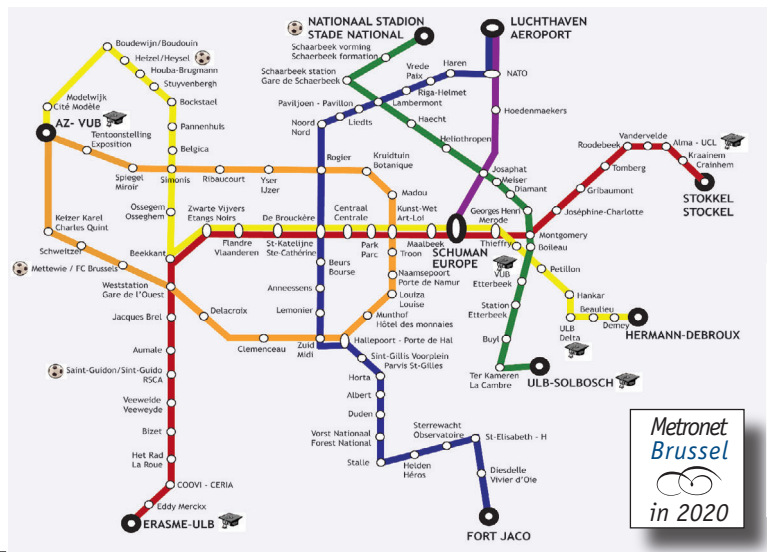 NATIONAAL STADION
STADE NATIONAL
LUCHTHAVEN
AEROPORT
Boudewijn/Boudouin
Heizel/Heysel
Houba-Brugmann
Stuyvenbergh
Schaarbeek vorming
Schaarbeek formation
Schaarbeek station
Gare de Schaarbeek
Vrede
Paix
Haren
NATO
Riga-Helmet
Modelwijk
Cité Modèle
Bockstael
Paviljoen - Pavillon
Lambermont
Hoedenmaekers
AZ- VUB
Pannenhuis
Noord
Nord
Liedts
Haecht
Tentoonstelling
Exposition
Belgica
Heliothropen
Roodebeek
Vandervelde
Alma - UCL
Kraainem
Crainhem
Spiegel
Miroir
Simonis
Ribaucourt
Yser
IJzer
Rogier
Kruidtuin
Botanique
Josaphat
Meiser
Diamant
Tomberg
Gribaumont
STOKKEL
STOCKEL
Madou
Ossegem
Osseghem
Keizer Karel
Charles Quint
Zwarte Vijvers
Etangs Noirs
De Brouckère
Centraal
Centrale
Kunst-Wet
Art-Loi
Georges Henri
Merode
Joséphine-Charlotte
Montgomery
Schweitzer
Beekkant
Flandre
Vlaanderen
St-Katelijne
Ste-Cathérine
Park
Parc
Maalbeek
Troon
SCHUMAN
EUROPE
Thieffry
Boileau
Mettewie / FC Brussels
Beurs
Bourse
Naamsepoort
Porte de Namur
VUB
Etterbeek
Petillon
Weststation
Gare de l'Ouest
Anneessens
Louiza
Louise
Hankar
Jacques Brel
Delacroix
Lemonier
Munthof
Hôtel des monnaies
Station
Etterbeek
Beaulieu
Demey
HERMANN-DEBROUX
ULB
Delta
Clemenceau
Zuid
Midi
Hallepoort - Porte de Hal
Buyl
Aumale
Sint-Gillis Voorplein
Parvis St-Gilles
Saint-Guidon/Sint-Guido
RSCA
Horta
Ter Kameren
La Cambre
ULB-SOLBOSCH
Veeweide
Veeweyde
Albert
Duden
Bizet
Vorst Nationaal
Forest National
Sterrewacht
Observatoire
St-Elisabeth - H
Het Rad
La Roue
Stalle
Helden
Héros
Diesdelle
Vivier d'Oie
COOVI - CERIA
Eddy Merckx
ERASME-ULB
FORT JACO
Metronet
Brussel
in 2020